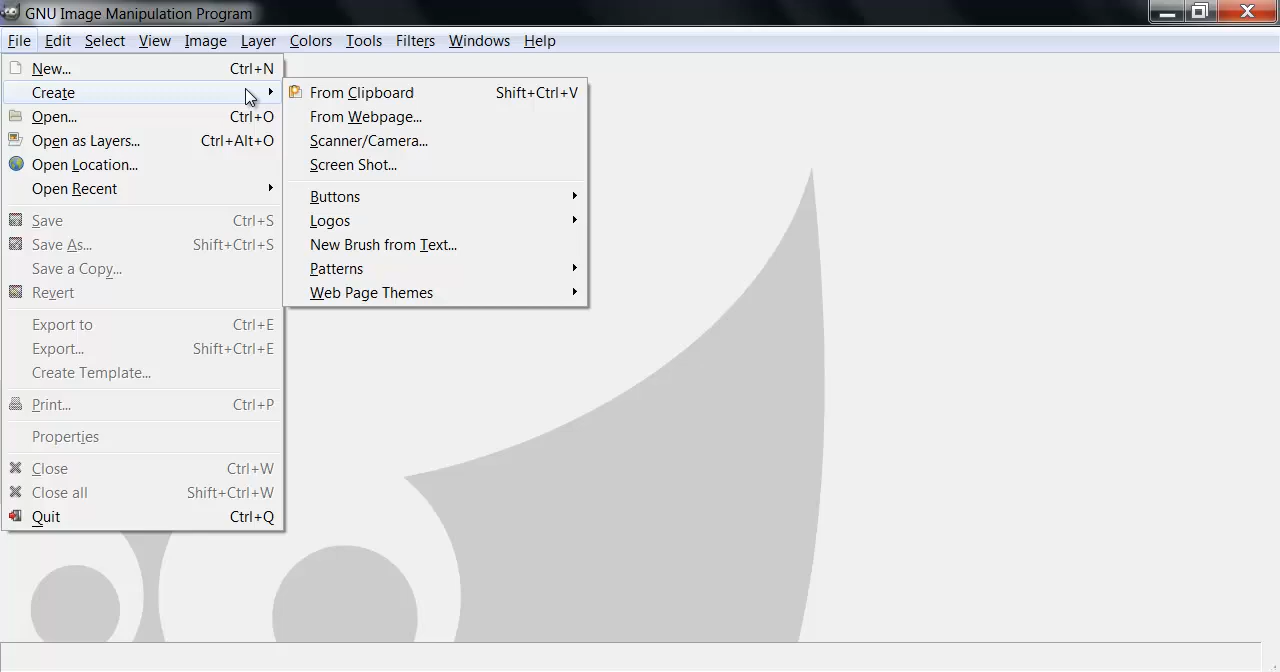 GNU Image Manipulation Program
File Edit Select View Image Layer Colors Tools Filters Windows Help
New... Ctrl+N
Create
Open... Ctrl+O
Open as Layers... Ctrl+Alt+O
Open Location...
Open Recent
Save Ctrl+S
Save As... Shift+Ctrl+S
Save a Copy...
Revert
Export to Ctrl+E
Export... Shift+Ctrl+E
Create Template...
Print... Ctrl+P
Properties
Close Ctrl+W
Close all Shift+Ctrl+W
Quit Ctrl+Q
From Clipboard Shift+Ctrl+V
From Webpage...
Scanner/Camera...
Screen Shot...
Buttons
Logos
New Brush from Text...
Patterns
Web Page Themes